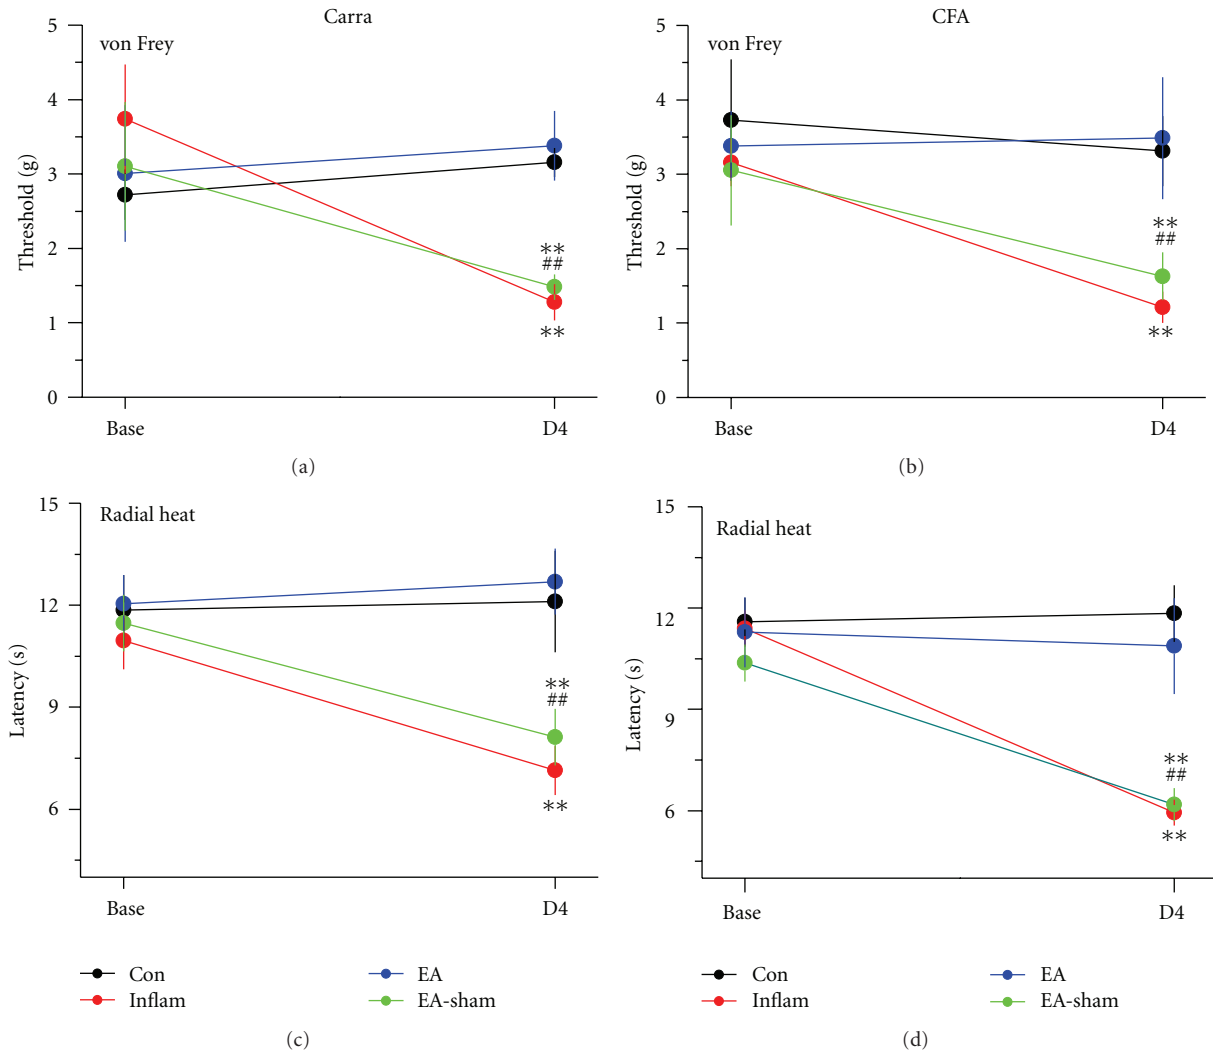 Carra
CFA
von Frey
5
4
3
2
1
0
Threshold (g)
**
##
**
Base
D4
(a)
von Frey
5
4
3
2
1
0
Threshold (g)
**
##
**
Base
D4
(b)
Radial heat
15
12
9
6
Latency (s)
**
##
**
Base
D4
Con
Inflam
EA
EA-sham
(c)
Radial heat
15
12
9
6
Latency (s)
**
##
**
Base
D4
Con
Inflam
EA
EA-sham
(d)